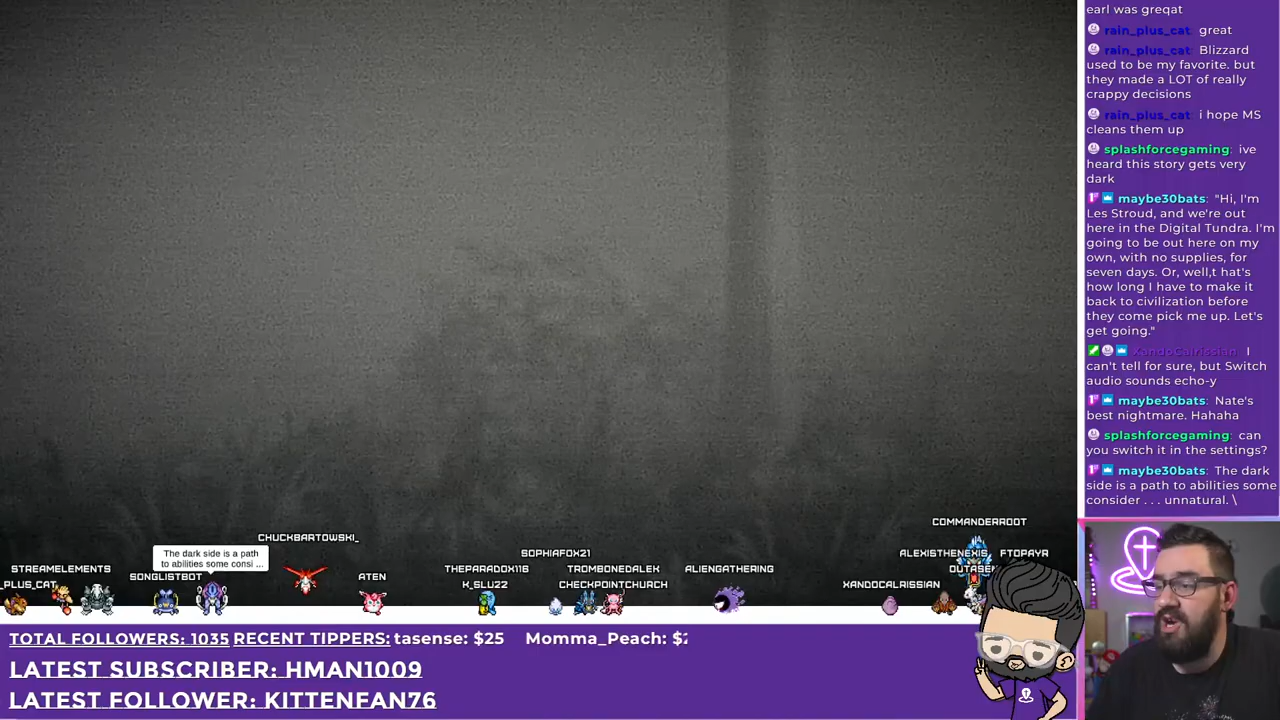 earl was greqat
rain_plus_cat: great
rain_plus_cat: Blizzard
used to be my favorite. but
they made a LOT of really
crappy decisions
rain_plus_cat: i hope MS
cleans them up
splashforcegaming: ive
heard this story gets very
dark
maybe30bats: "Hi, I'm
Les Stroud, and we're out
here in the Digital Tundra. I'm
going to be out here on my
own, with no supplies, for
seven days. Or, well,t hat's
how long I have to make it
back to civilization before
they come pick me up. Let's
get going."
XandoCalrissian: I
can't tell for sure, but Switch
audio sounds echo-y
maybe30bats: Nate's
best nightmare. Hahaha
splashforcegaming: can
you switch it in the settings?
maybe30bats: The dark
side is a path to abilities some
consider . . . unnatural. \
COMMANDERROOT
CHUCKBARTOWSKI_
The dark side is a path
to abilities some consi ...
SOPHIAFOX21
ALEXISTHENEXIS
FTOPAYR
STREAMELEMENTS
SONGLISTBOT
ATEN
THEPARADOX116
TROMBONEDALEK
ALIENGATHERING
_PLUS_CAT
K_SLU22
CHECKPOINTCHURCH
XANDOCALRISSIAN
TOTAL FOLLOWERS: 1035 RECENT TIPPERS: tasense: $25 Momma_Peach: $2
LATEST SUBSCRIBER: HMAN1009
LATEST FOLLOWER: KITTENFAN76